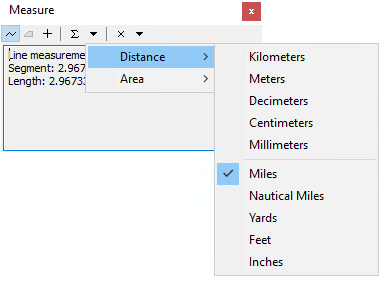 Measure
Line measureme
Segment: 2.967
Length: 2.9673
Distance
Area
Kilometers
Meters
Decimeters
Centimeters
Millimeters
Miles
Nautical Miles
Yards
Feet
Inches